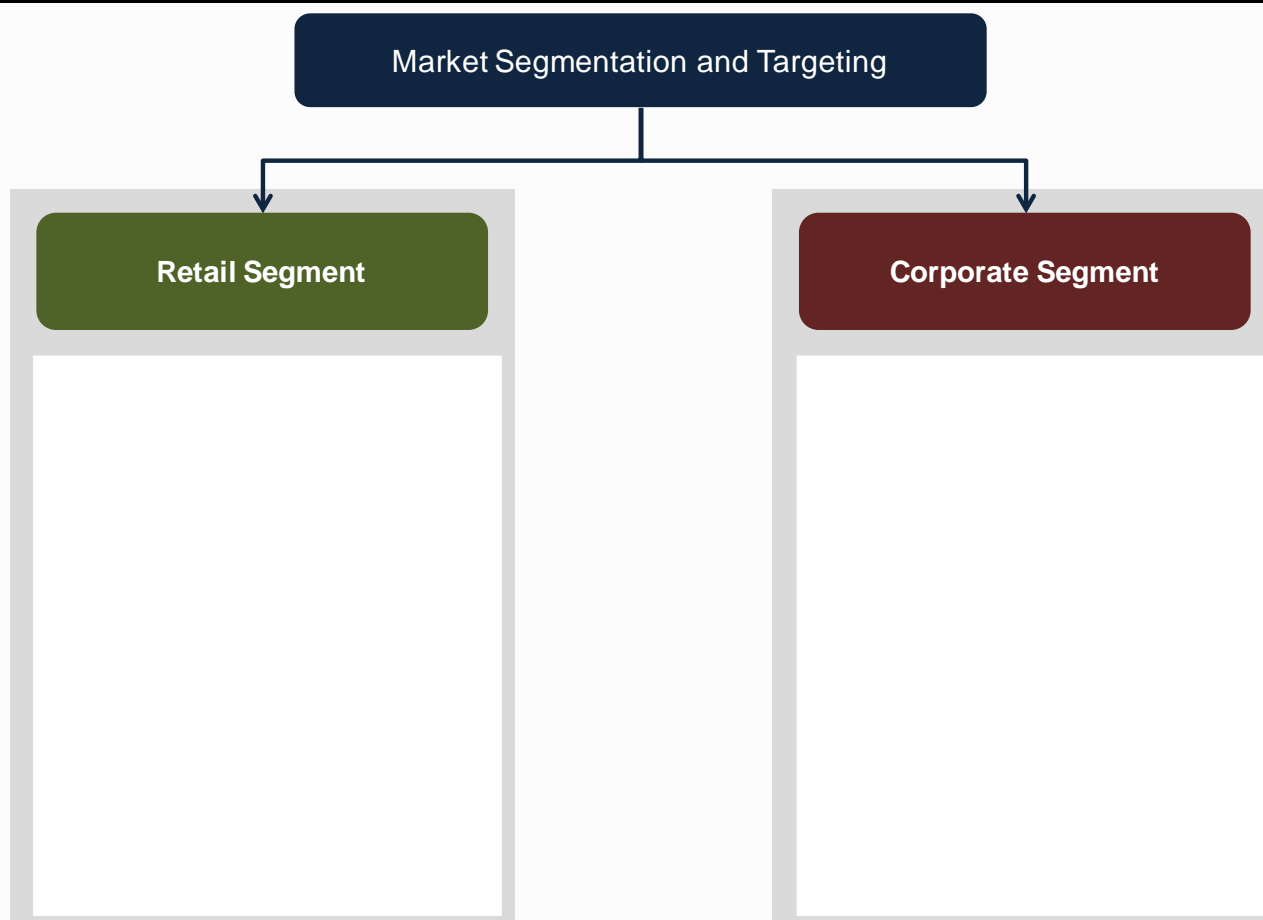 Market Segmentation and Targeting
Retail Segment
Corporate Segment